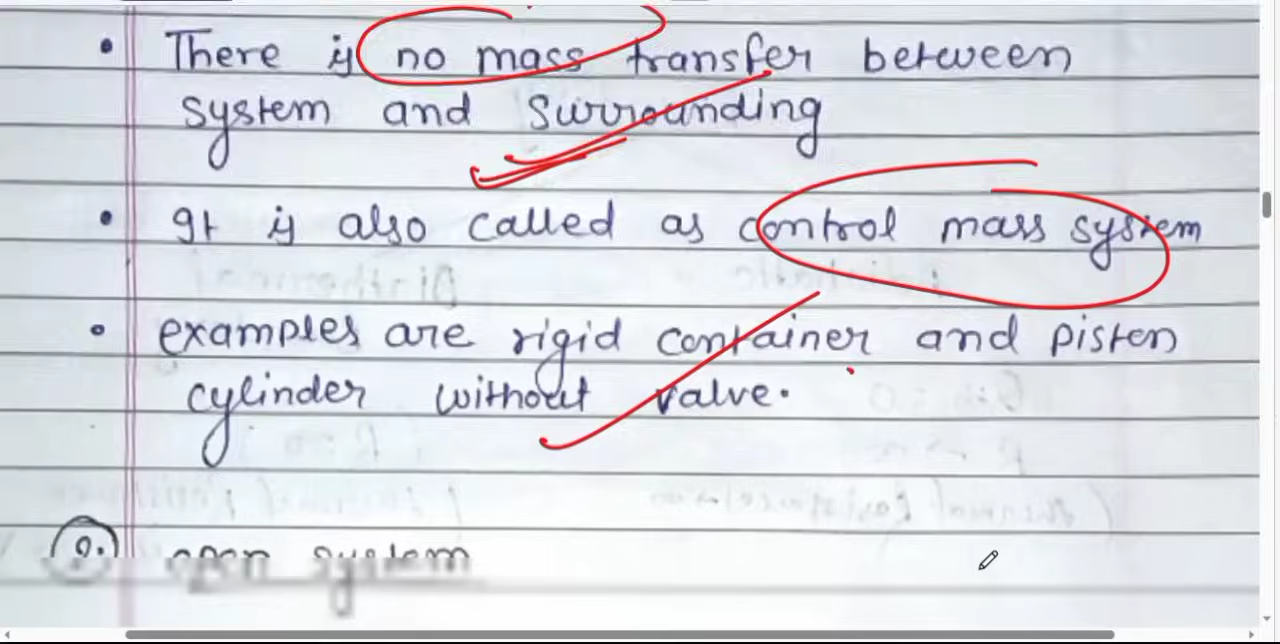 • There is no mass transfer between
system and surrounding
• It is also called as control mass system
• examples are rigid container and piston
cylinder without valve.
2. open system